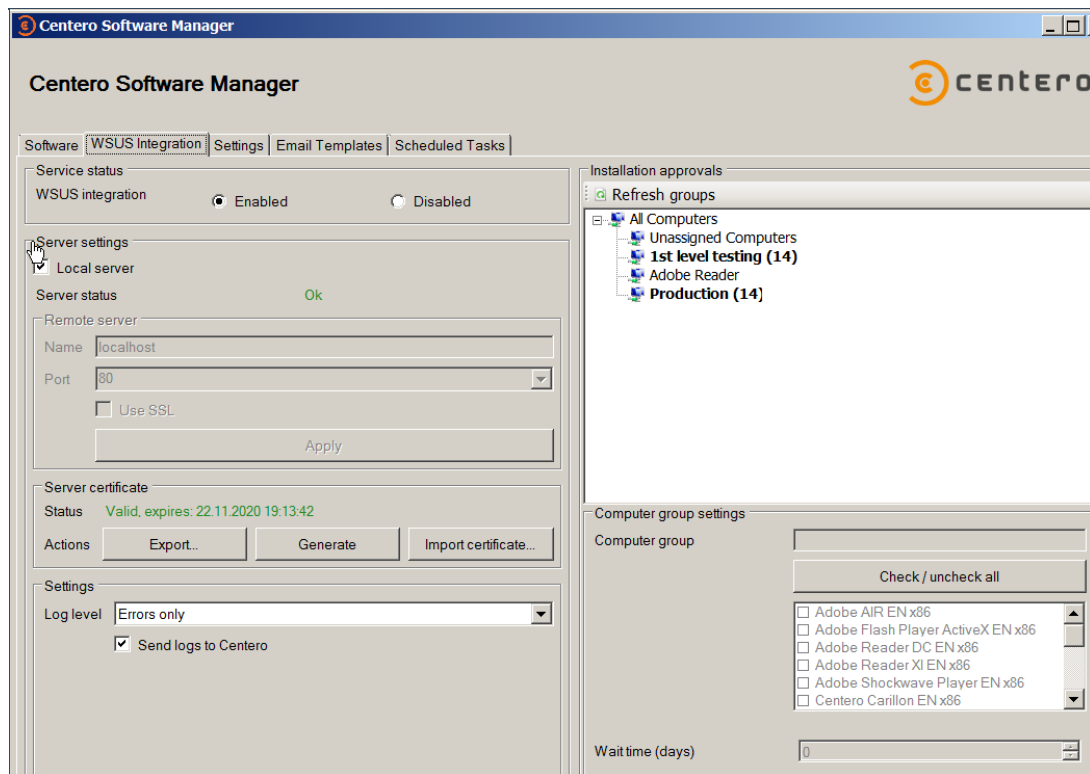 Centero Software Manager
Centero Software Manager
centero
Software
WSUS Integration
Settings
Email Templates
Scheduled Tasks
Service status
WSUS integration
Enabled
Disabled
Server settings
Local server
Server status
Ok
Remote server
Name
localhost
Port
80
Use SSL
Apply
Server certificate
Status
Valid, expires: 22.11.2020 19:13:42
Actions
Export...
Generate
Import certificate...
Settings
Log level
Errors only
Send logs to Centero
Installation approvals
Refresh groups
All Computers
Unassigned Computers
1st level testing (14)
Adobe Reader
Production (14)
Computer group settings
Computer group
Check / uncheck all
Adobe AIR EN x86
Adobe Flash Player ActiveX EN x86
Adobe Reader DC EN x86
Adobe Reader XI EN x86
Adobe Shockwave Player EN x86
Centero Carillon EN x86
Wait time (days)
0